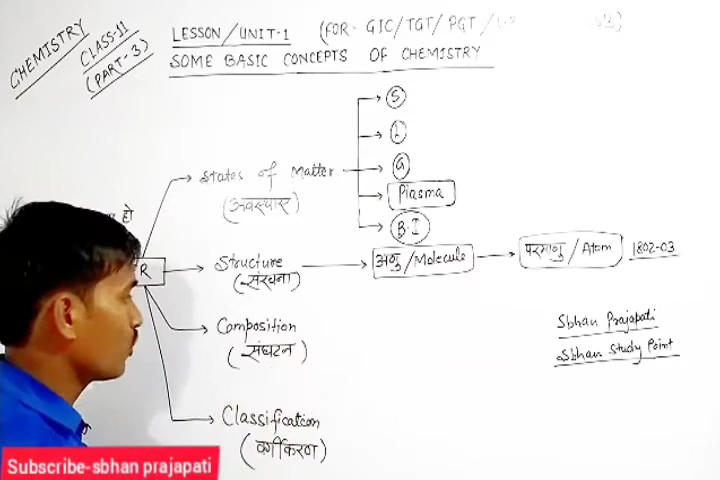 CHEMISTRY
CLASS-11
(PART-3)
LESSON/UNIT-1 (FOR- GIC/TGT/PGT/
SOME BASIC CONCEPTS OF CHEMISTRY
S
L
States of Matter
G
(अवस्थाएं)
Plasma
हो
B.I
R
Structure
(संरचना)
अणु/Molecule
परमाणु/Atom
1802-03
Composition
(संघटन)
Sbhan Prajapati
Sbhan Study Point
Classification
(वर्गीकरण)
Subscribe-sbhan prajapati